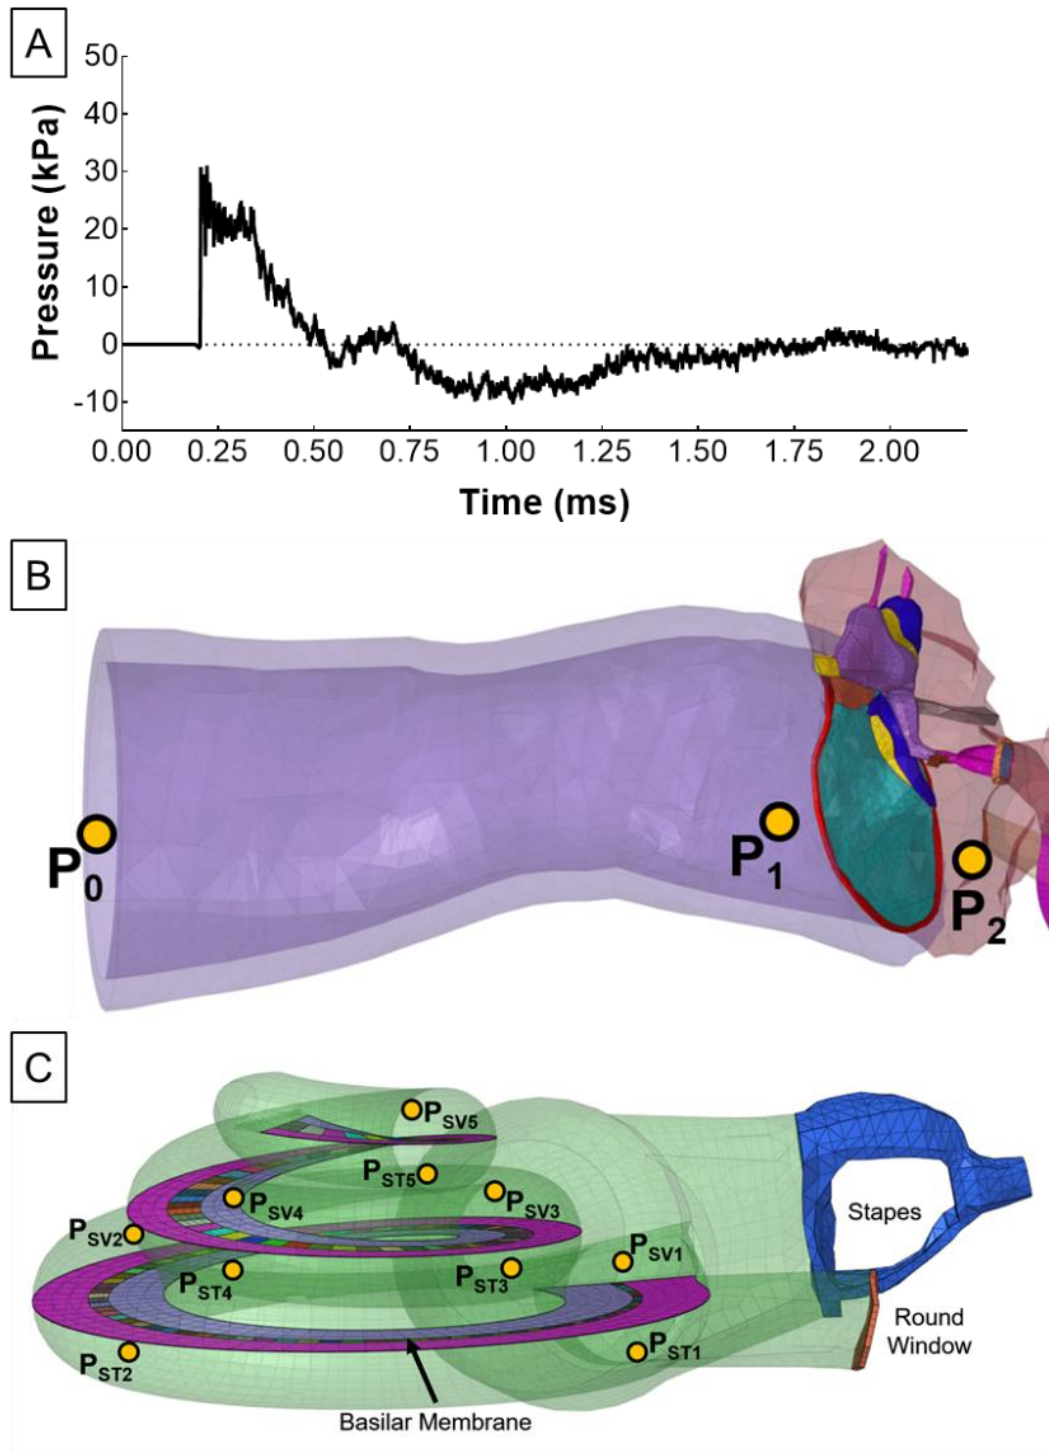 A
Pressure (kPa)
50
40
30
20
10
0
-10
0.00 0.25 0.50 0.75 1.00 1.25 1.50 1.75 2.00
Time (ms)
B
P0
P1
P2
C
PSV5
PST5
PSV4
PSV3
PSV2
PSV1
PST4
PST3
Stapes
Round
Window
PST2
PST1
Basilar Membrane